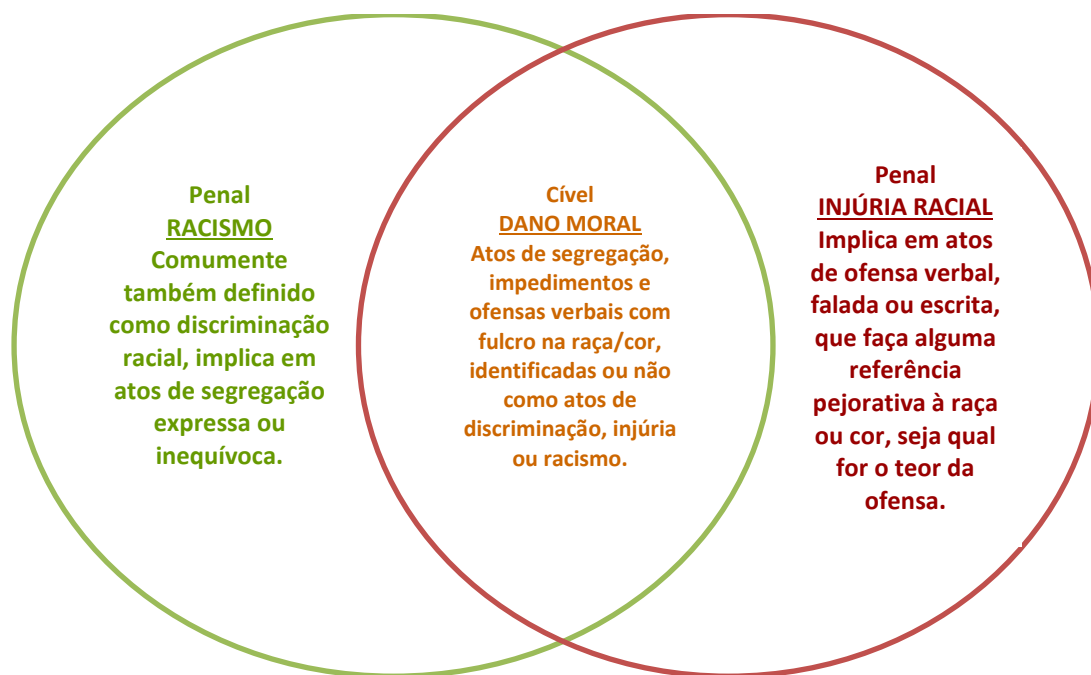 Penal
RACISMO
Comumente
também definido
como discriminação
racial, implica em
atos de segregação
expressa ou
inequívoca.
Cível
DANO MORAL
Atos de segregação,
impedimentos e
ofensas verbais com
fulcro na raça/cor,
identificadas ou não
como atos de
discriminação, injúria
ou racismo.
Penal
INJÚRIA RACIAL
Implica em atos
de ofensa verbal,
falada ou escrita,
que faça alguma
referência
pejorativa à raça
ou cor, seja qual
for o teor da
ofensa.